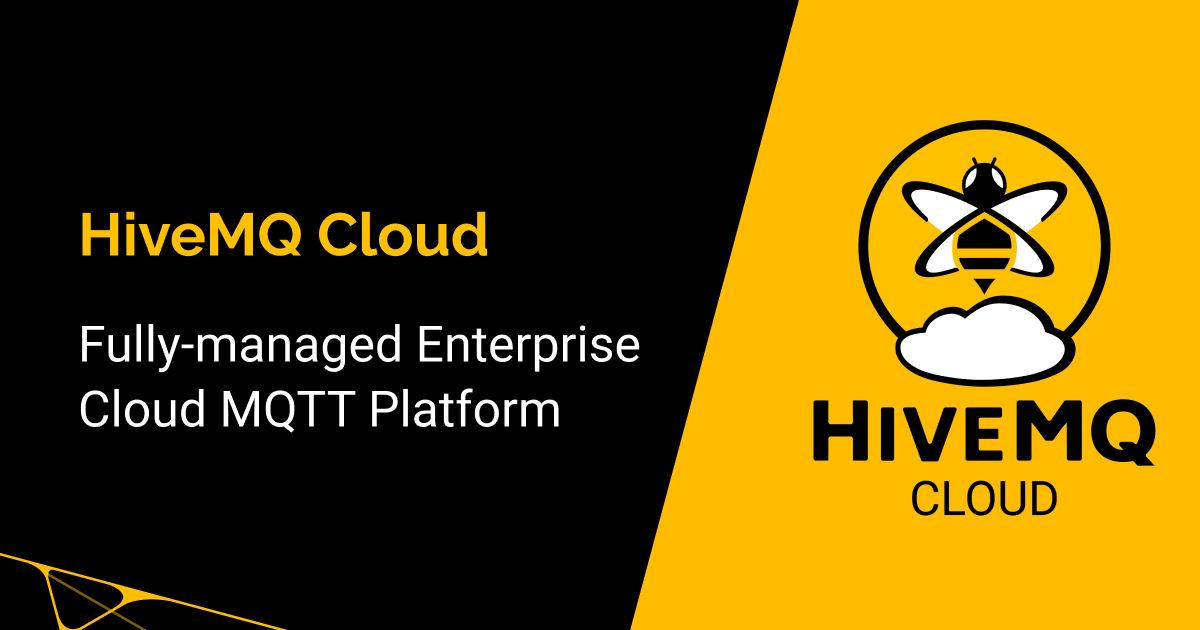 HiveMQ Cloud
Fully-managed Enterprise
Cloud MQTT Platform
HIVEMQ
CLOUD